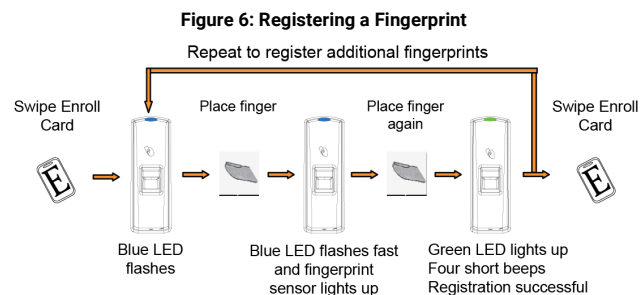 Figure 6: Registering a Fingerprint
Repeat to register additional fingerprints
Swipe Enroll
Card
Place finger
Place finger
again
Swipe Enroll
Card
E
E
Blue LED
flashes
Blue LED flashes fast
and fingerprint
sensor lights up
Green LED lights up
Four short beeps
Registration successful